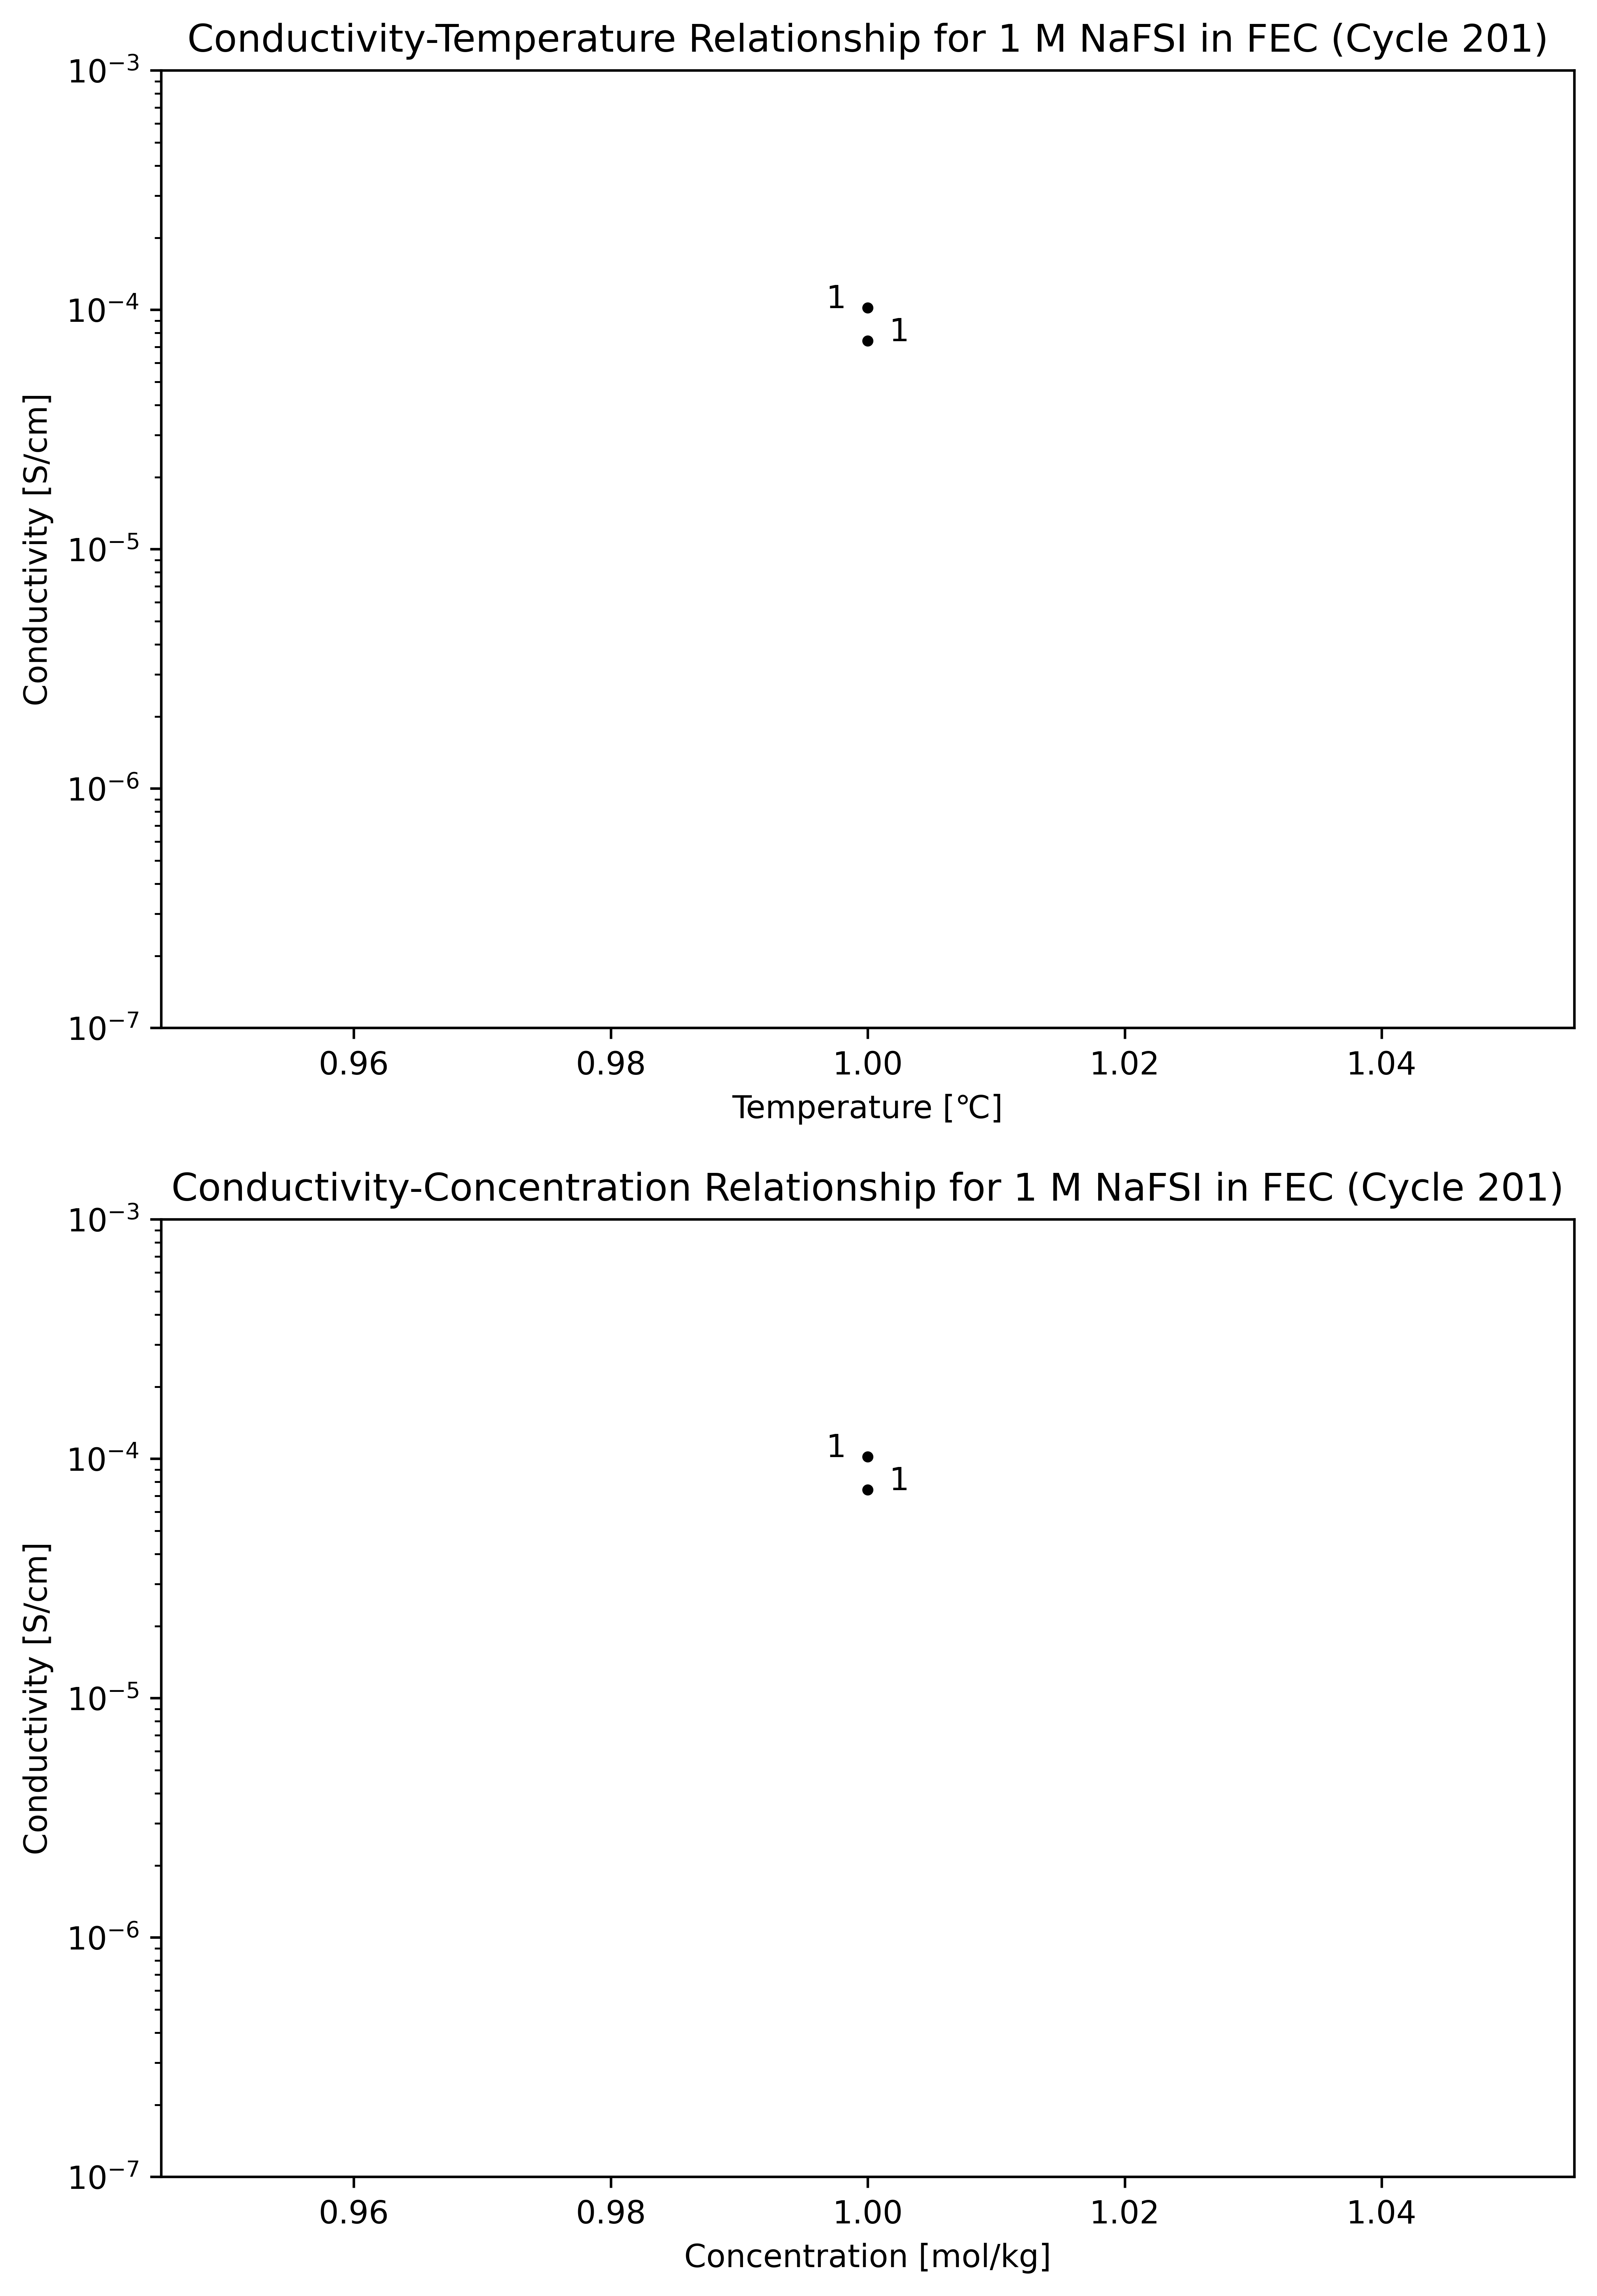 Conductivity-Temperature Relationship for 1 M NaFSI in FEC (Cycle 201)
10⁻³
1
10⁻⁴
1
Conductivity [S/cm]
10⁻⁵
10⁻⁶
10⁻⁷
0.96 0.98 1.00 1.02 1.04
Temperature [°C]
Conductivity-Concentration Relationship for 1 M NaFSI in FEC (Cycle 201)
10⁻³
1
10⁻⁴
1
Conductivity [S/cm]
10⁻⁵
10⁻⁶
10⁻⁷
0.96 0.98 1.00 1.02 1.04
Concentration [mol/kg]